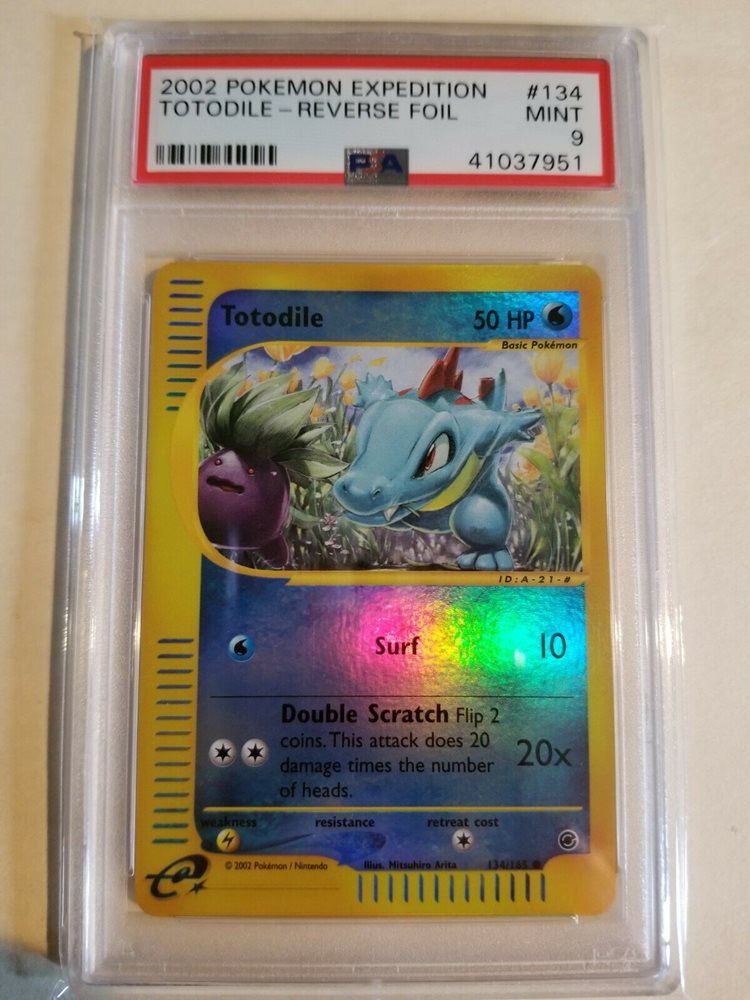 2002 POKEMON EXPEDITION #134
TOTODILE - REVERSE FOIL MINT
9
PSA 41037951
Totodile 50 HP
Basic Pokémon
ID:A-21-#
Surf 10
Double Scratch Flip 2
coins. This attack does 20
damage times the number
of heads.
20x
weakness resistance retreat cost
© 2002 Pokémon / Nintendo Illus. Mitsuhiro Arita 134/165
e